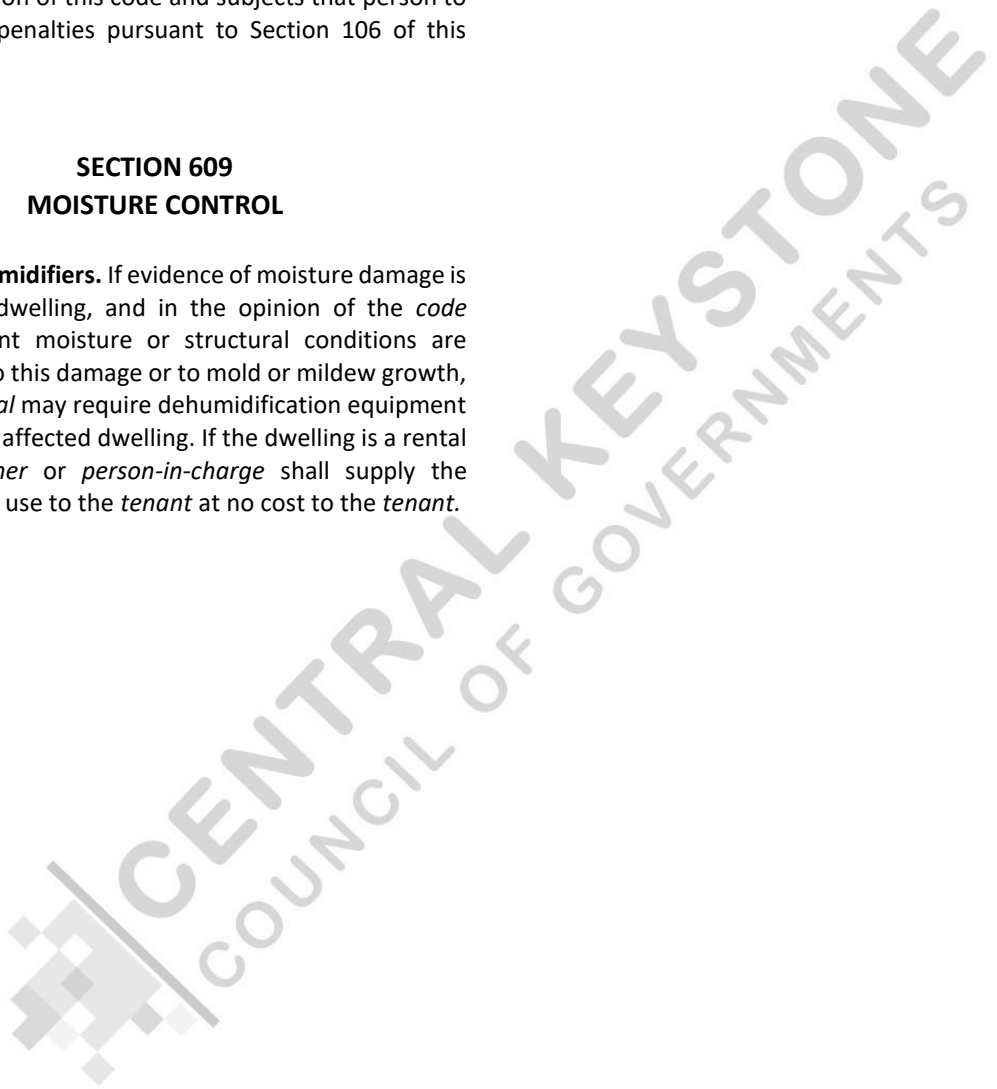 ion of this code and subjects that person to
penalties pursuant to Section 106 of this
SECTION 609
MOISTURE CONTROL
midifiers. If evidence of moisture damage is
dwelling, and in the opinion of the code
nt moisture or structural conditions are
o this damage or to mold or mildew growth,
al may require dehumidification equipment
affected dwelling. If the dwelling is a rental
ner or person-in-charge shall supply the
use to the tenant at no cost to the tenant.
CENTRAL KEYSTONE
COUNCIL OF GOVERNMENTS